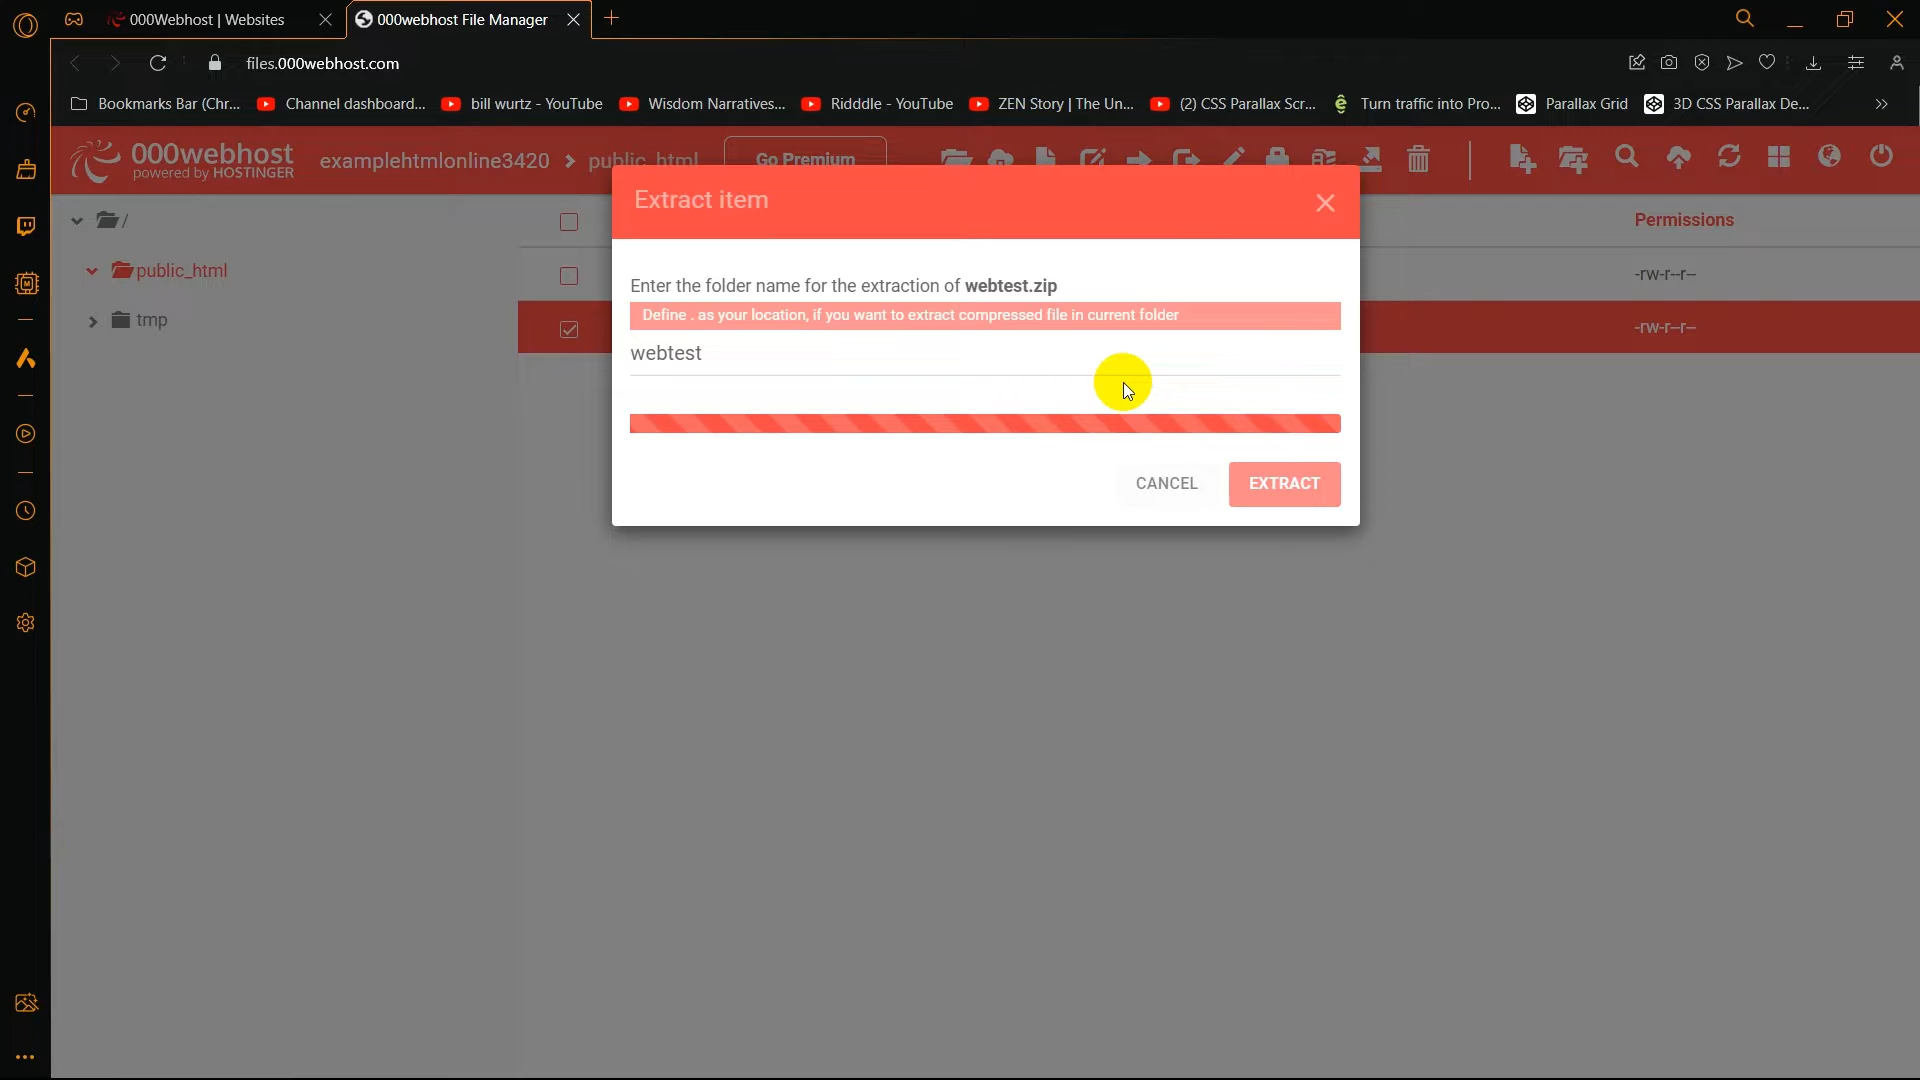 000Webhost | Websites
000webhost File Manager
files.000webhost.com
Bookmarks Bar (Chr...
Channel dashboard...
bill wurtz - YouTube
Wisdom Narratives...
Ridddle - YouTube
ZEN Story | The Un...
(2) CSS Parallax Scr...
Turn traffic into Pro...
Parallax Grid
3D CSS Parallax De...
000webhost
powered by HOSTINGER
examplehtmlonline3420 > public_html
Go Premium
/
public_html
tmp
Permissions
-rw-r--r--
-rw-r--r--
Extract item
Enter the folder name for the extraction of webtest.zip
Define . as your location, if you want to extract compressed file in current folder
webtest
CANCEL
EXTRACT